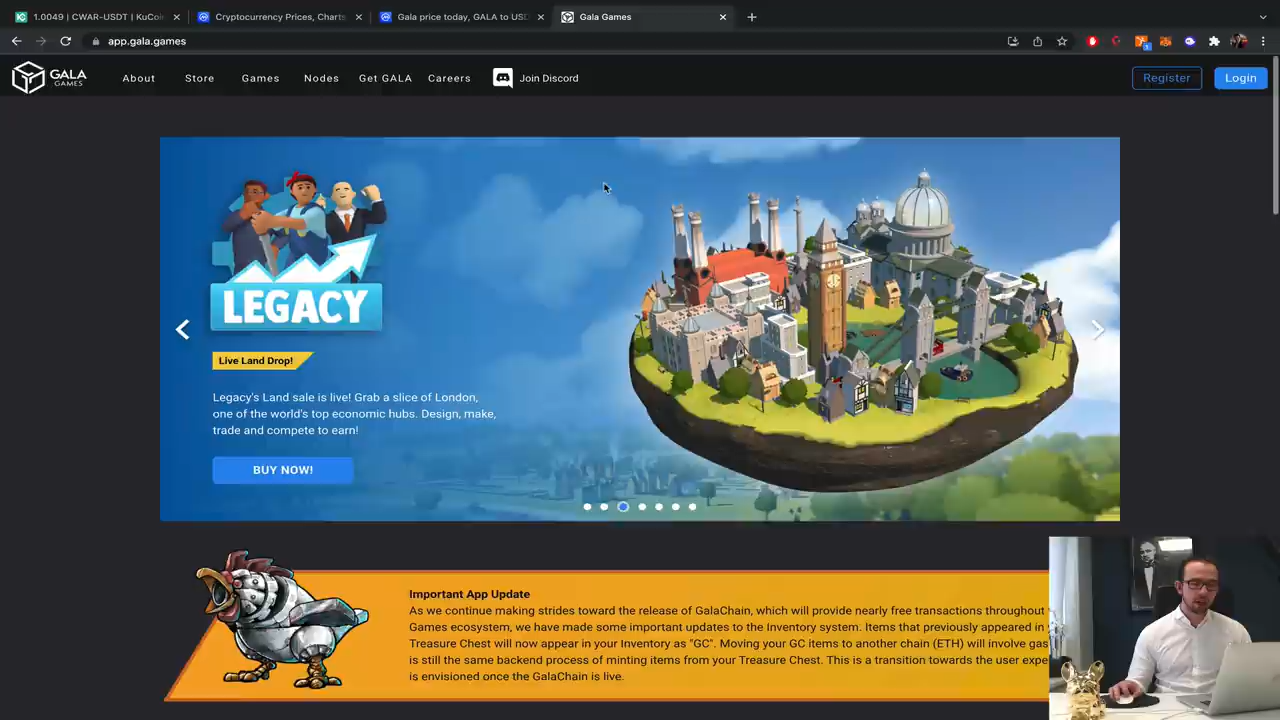 1.0049 | CWAR-USDT | KuCoin
Cryptocurrency Prices, Charts
Gala price today, GALA to USD
Gala Games
app.gala.games
GALA
GAMES
About
Store
Games
Nodes
Get GALA
Careers
Join Discord
Register
Login
LEGACY
Live Land Drop!
Legacy's Land sale is live! Grab a slice of London,
one of the world's top economic hubs. Design, make,
trade and compete to earn!
BUY NOW!
Important App Update
As we continue making strides toward the release of GalaChain, which will provide nearly free transactions throughout
Games ecosystem, we have made some important updates to the Inventory system. Items that previously appeared in
Treasure Chest will now appear in your Inventory as "GC". Moving your GC items to another chain (ETH) will involve gas
is still the same backend process of minting items from your Treasure Chest. This is a transition towards the user expe
is envisioned once the GalaChain is live.